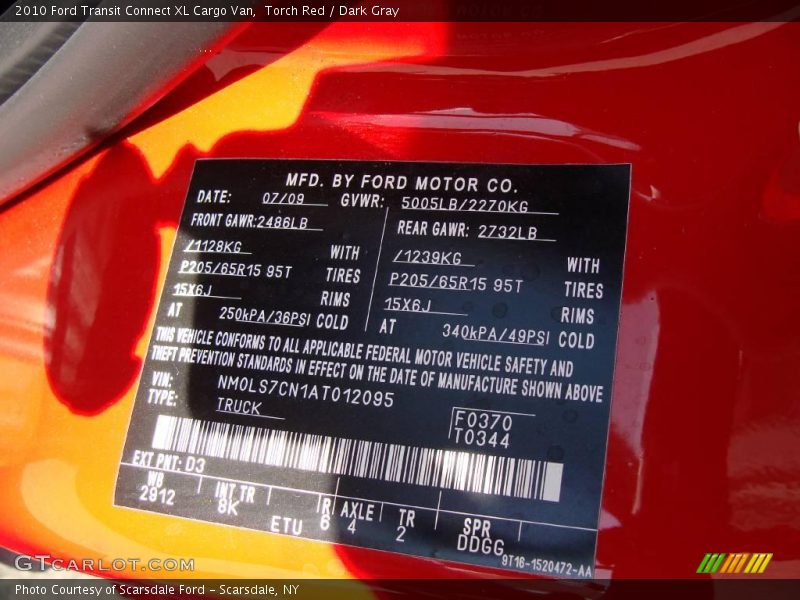 2010 Ford Transit Connect XL Cargo Van, Torch Red / Dark Gray
MFD. BY FORD MOTOR CO.
DATE: 07/09 GVWR: 5005LB/2270KG
FRONT GAWR: 2486LB REAR GAWR: 2732LB
/1128KG WITH /1239KG WITH
P205/65R15 95T TIRES P205/65R15 95T TIRES
15X6J RIMS 15X6J RIMS
AT 250kPA/36PSI COLD AT 340kPA/49PSI COLD
THIS VEHICLE CONFORMS TO ALL APPLICABLE FEDERAL MOTOR VEHICLE SAFETY AND
THEFT PREVENTION STANDARDS IN EFFECT ON THE DATE OF MANUFACTURE SHOWN ABOVE
VIN: NM0LS7CN1AT012095
TYPE: TRUCK
F0370
T0344
EXT PNT: D3
WB INT TR R AXLE TR SPR
2912 8K ETU 6 4 2 DDGG
9T16-1520472-AA
GTCARLOT.COM
Photo Courtesy of Scarsdale Ford - Scarsdale, NY